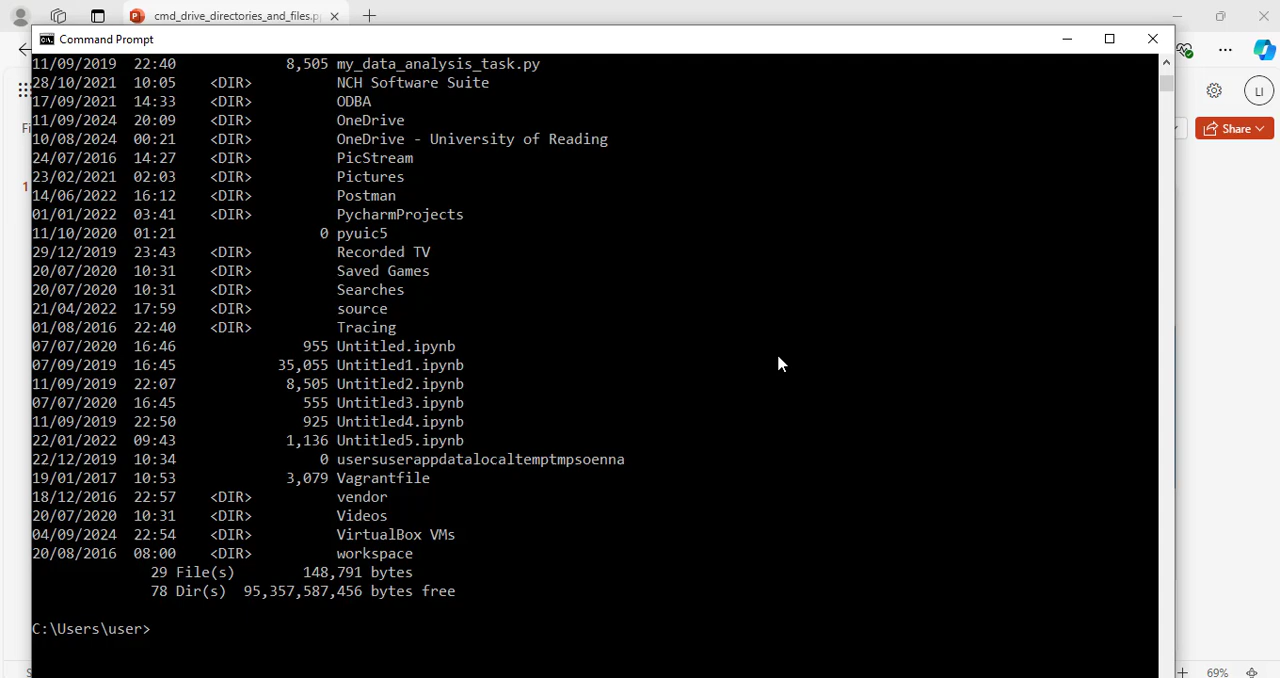 cmd_drive_directories_and_files.p
Command Prompt
11/09/2019 22:40 8,505 my_data_analysis_task.py
28/10/2021 10:05 <DIR> NCH Software Suite
17/09/2021 14:33 <DIR> ODBA
11/09/2024 20:09 <DIR> OneDrive
10/08/2024 00:21 <DIR> OneDrive - University of Reading
24/07/2016 14:27 <DIR> PicStream
23/02/2021 02:03 <DIR> Pictures
14/06/2022 16:12 <DIR> Postman
01/01/2022 03:41 <DIR> PycharmProjects
11/10/2020 01:21 0 pyuic5
29/12/2019 23:43 <DIR> Recorded TV
20/07/2020 10:31 <DIR> Saved Games
20/07/2020 10:31 <DIR> Searches
21/04/2022 17:59 <DIR> source
01/08/2016 22:40 <DIR> Tracing
07/07/2020 16:46 955 Untitled.ipynb
07/09/2019 16:45 35,055 Untitled1.ipynb
11/09/2019 22:07 8,505 Untitled2.ipynb
07/07/2020 16:45 555 Untitled3.ipynb
11/09/2019 22:50 925 Untitled4.ipynb
22/01/2022 09:43 1,136 Untitled5.ipynb
22/12/2019 10:34 0 usersuserappdatalocaltemptmpsoenna
19/01/2017 10:53 3,079 Vagrantfile
18/12/2016 22:57 <DIR> vendor
20/07/2020 10:31 <DIR> Videos
04/09/2024 22:54 <DIR> VirtualBox VMs
20/08/2016 08:00 <DIR> workspace
29 File(s) 148,791 bytes
78 Dir(s) 95,357,587,456 bytes free
C:\Users\user>
LI
Share
Fi
1
69%